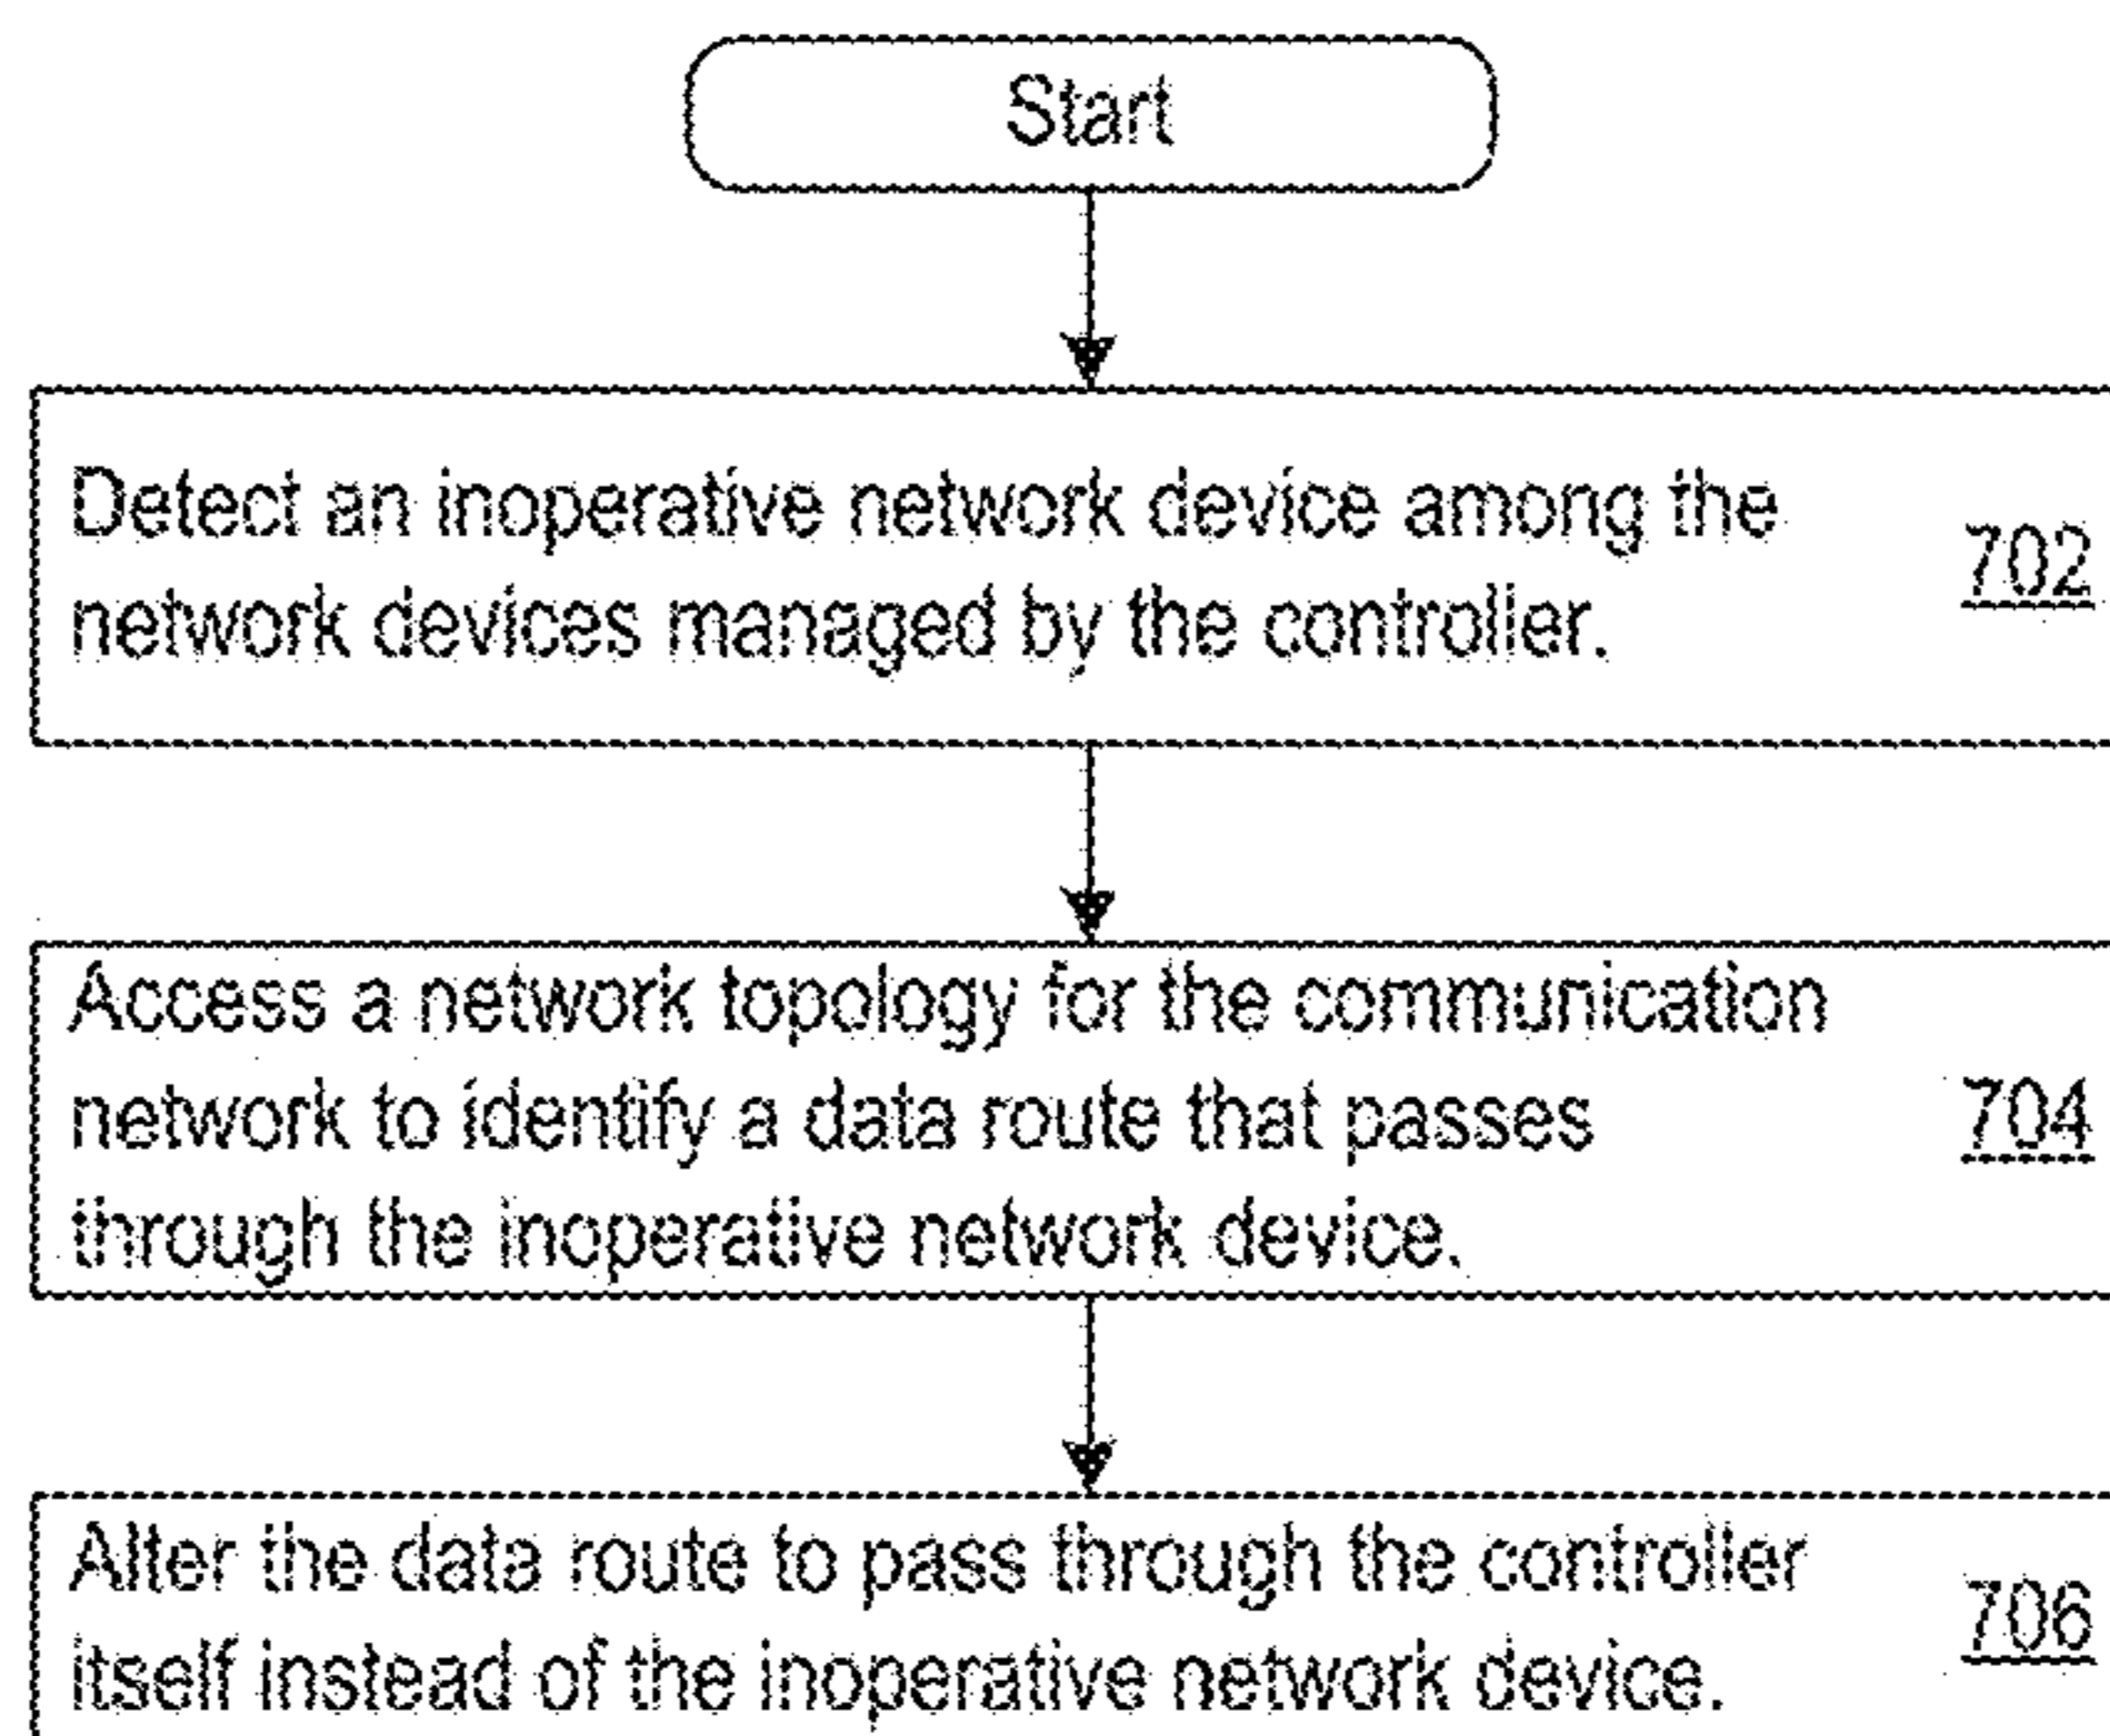 Start
Detect an inoperative network device among the
network devices managed by the controller.
702
Access a network topology for the communication
network to identify a data route that passes
through the inoperative network device.
704
Alter the data route to pass through the controller
itself instead of the inoperative network device.
706